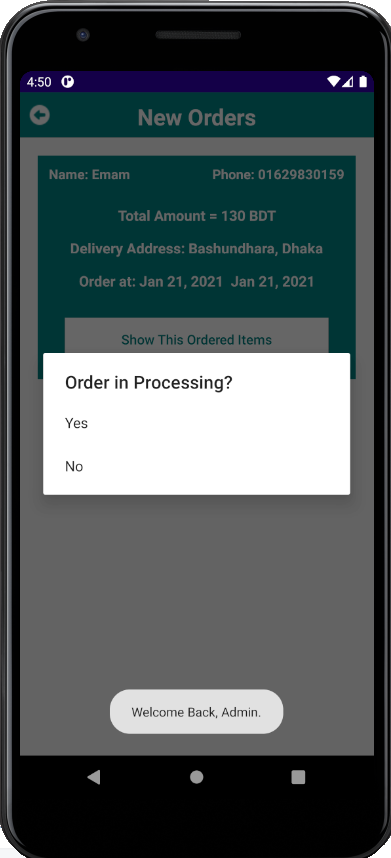 4:50
New Orders
Name: Emam Phone: 01629830159
Total Amount = 130 BDT
Delivery Address: Bashundhara, Dhaka
Order at: Jan 21, 2021  Jan 21, 2021
Show This Ordered Items
Order in Processing?
Yes
No
Welcome Back, Admin.